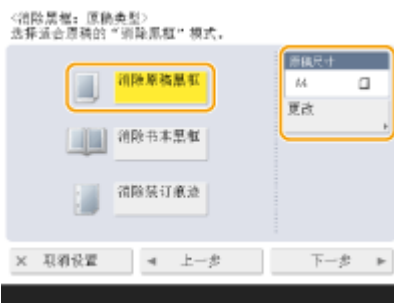 <消除黑框：原稿类型>
选择适合原稿的“消除黑框”模式。
消除原稿黑框
原稿尺寸
A4
更改
消除书本黑框
消除装订痕迹
× 取消设置
◀ 上一步
下一步 ▶